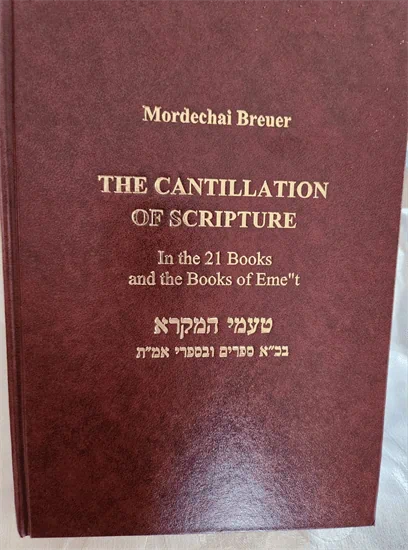 Mordechai Breuer
THE CANTILLATION
OF SCRIPTURE
In the 21 Books
and the Books of Eme"t
טעמי המקרא
בכ״א ספרים ובספרי אמ״ת